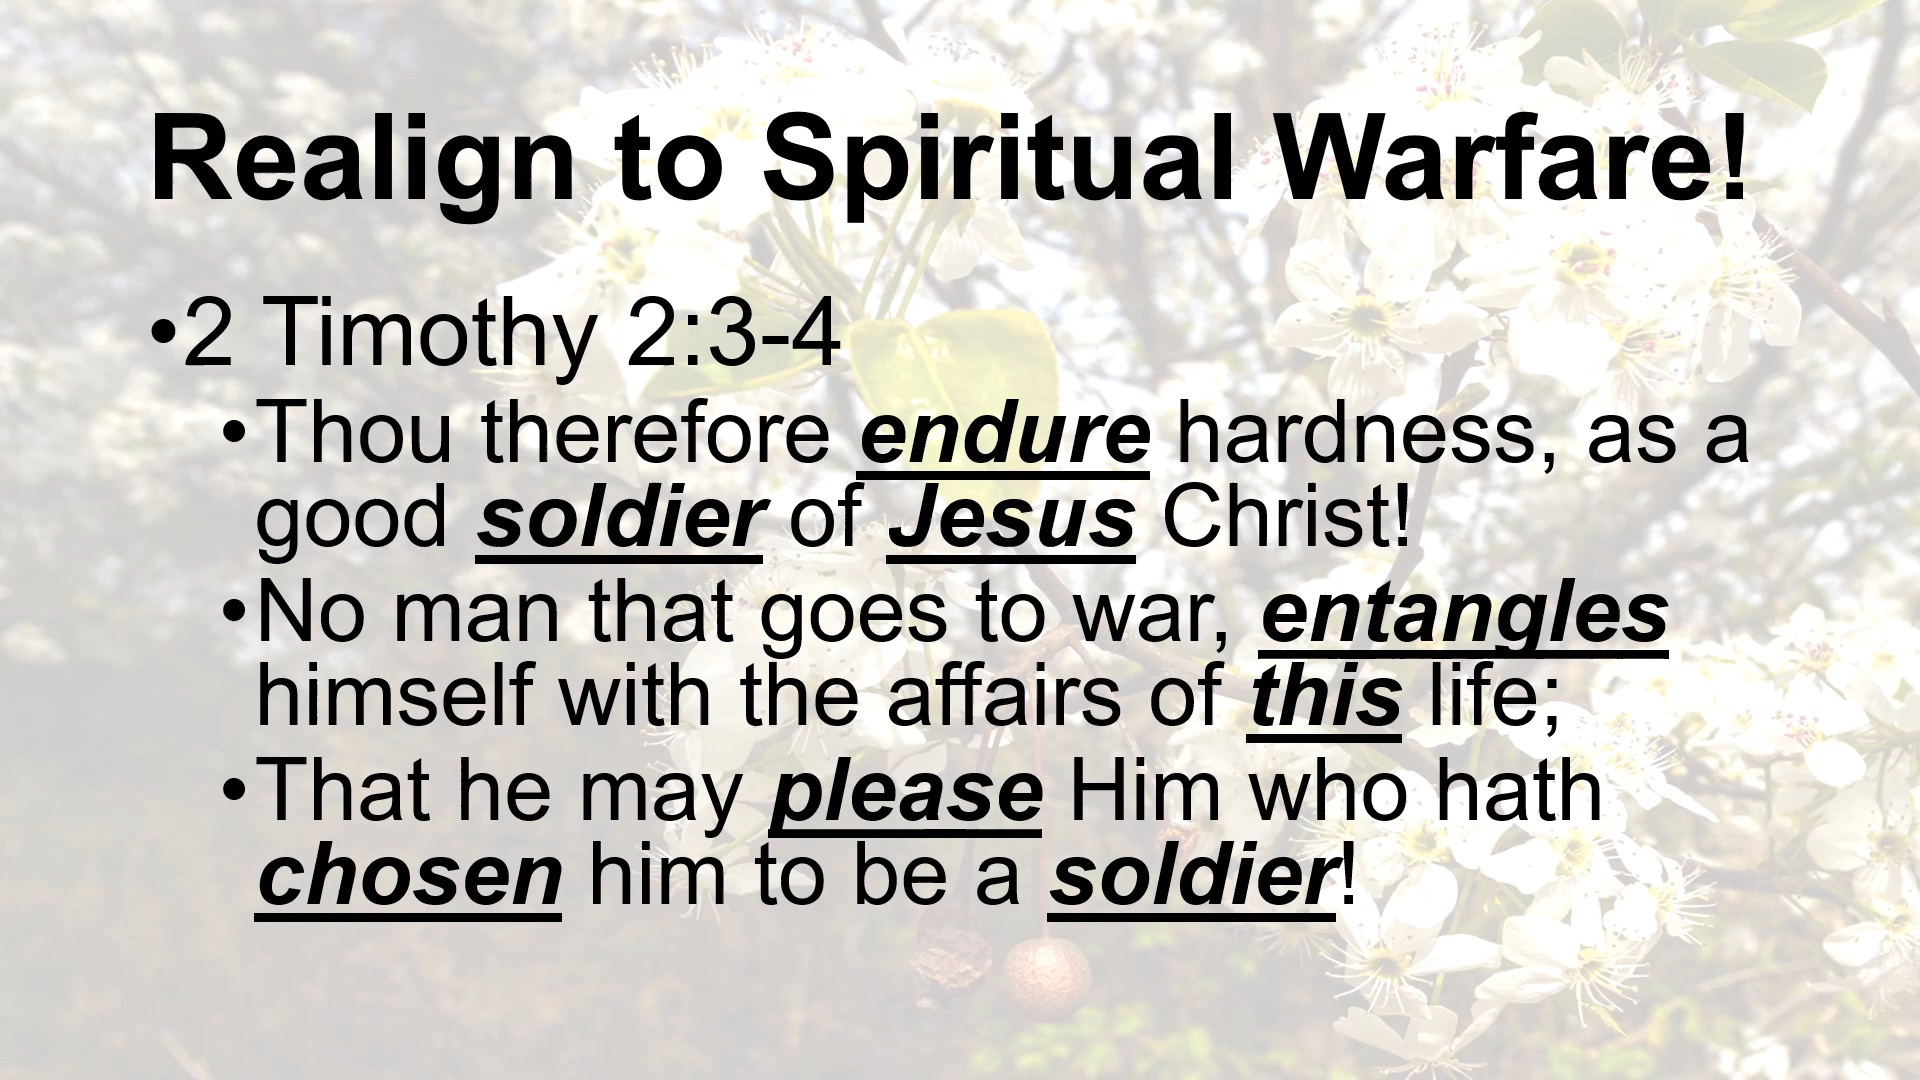 Realign to Spiritual Warfare!
•2 Timothy 2:3-4
•Thou therefore endure hardness, as a
good soldier of Jesus Christ!
•No man that goes to war, entangles
himself with the affairs of this life;
•That he may please Him who hath
chosen him to be a soldier!